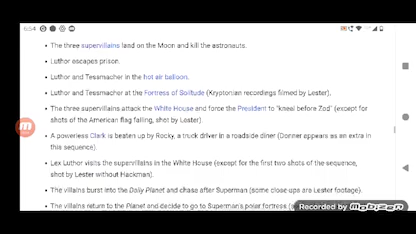 6:54
The three supervillains land on the Moon and kill the astronauts.
Luthor escapes prison.
Luthor and Tessmacher in the hot air balloon.
Luthor and Tessmacher at the Fortress of Solitude (Kryptonian recordings filmed by Lester).
The three supervillains attack the White House and force the President to "kneel before Zod" (except for
shots of the American flag falling, shot by Lester).
A powerless Clark is beaten up by Rocky, a truck driver in a roadside diner (Donner appears as an extra in
this sequence).
Lex Luthor visits the supervillains in the White House (except for the first two shots of the sequence,
shot by Lester without Hackman).
The villains burst into the Daily Planet and chase after Superman (some close-ups are Lester footage).
The villains return to the Planet and decide to go to Superman's polar fortress
Recorded by Mobizen